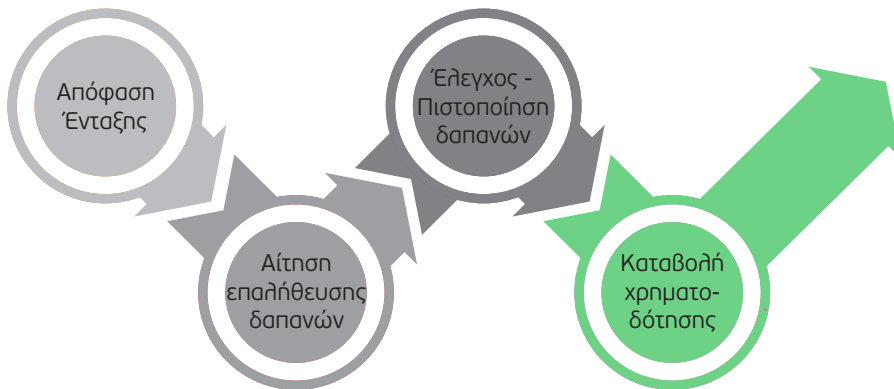 Απόφαση
Ένταξης
Αίτηση
επαλήθευσης
δαπανών
Έλεγχος -
Πιστοποίηση
δαπανών
Καταβολή
χρηματο-
δότησης